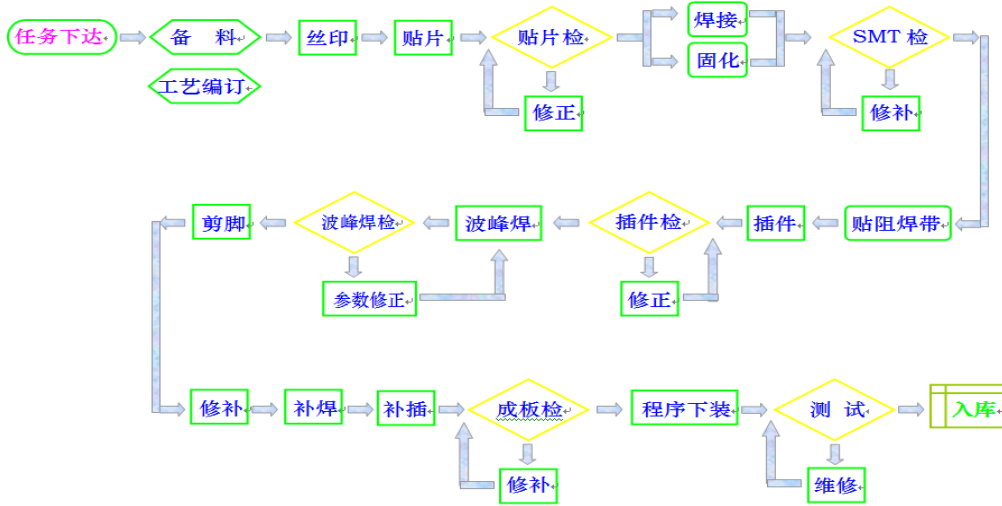 任务下达
备 料
丝印
贴片
贴片检
焊接
SMT 检
工艺编订
固化
修正
修补
剪脚
波峰焊检
波峰焊
插件检
插件
贴阻焊带
参数修正
修正
修补
补焊
补插
成板检
程序下装
测 试
入库
修补
维修